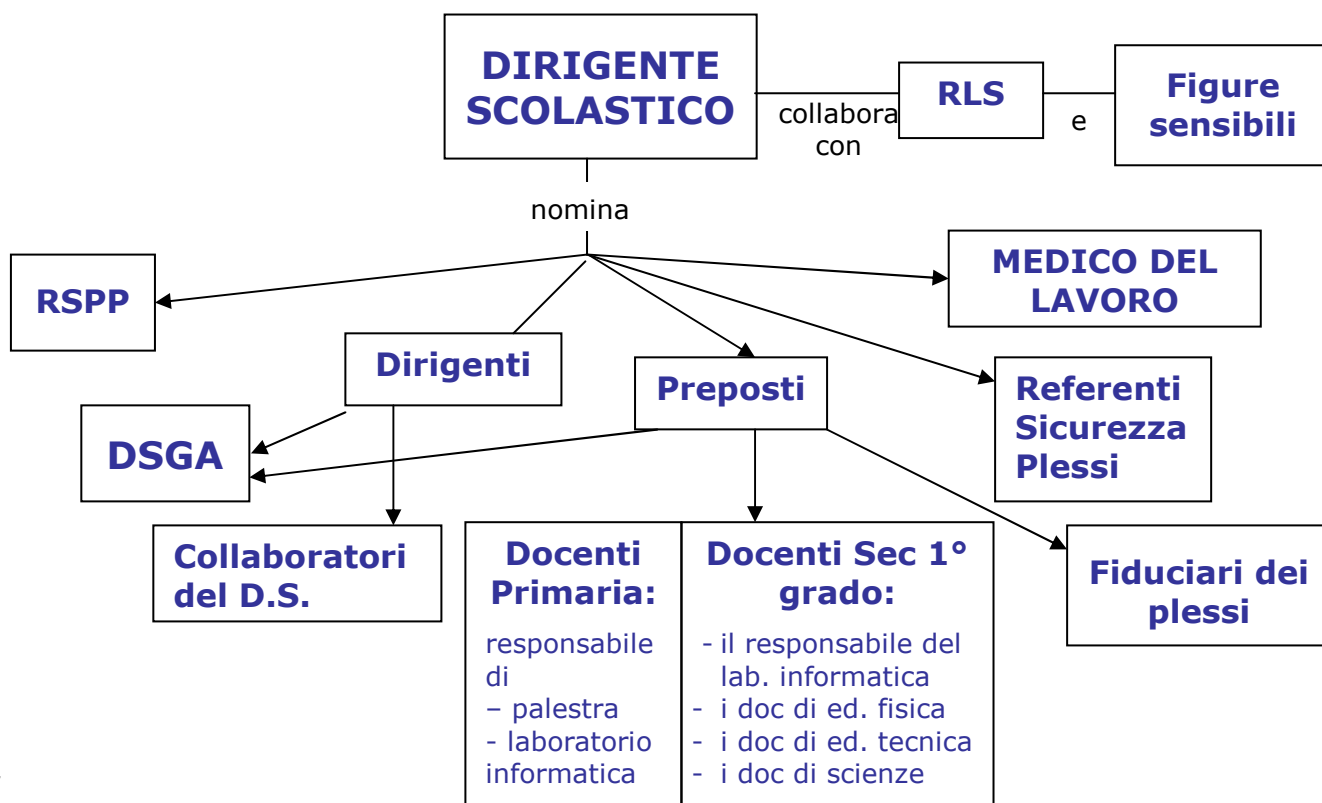 DIRIGENTE
SCOLASTICO
collabora
con
RLS
e
Figure
sensibili
nomina
RSPP
MEDICO DEL
LAVORO
Dirigenti
Preposti
Referenti
Sicurezza
Plessi
DSGA
Collaboratori
del D.S.
Docenti
Primaria:
responsabile
di
– palestra
- laboratorio
informatica
Docenti Sec 1°
grado:
- il responsabile del
lab. informatica
- i doc di ed. fisica
- i doc di ed. tecnica
- i doc di scienze
Fiduciari dei
plessi